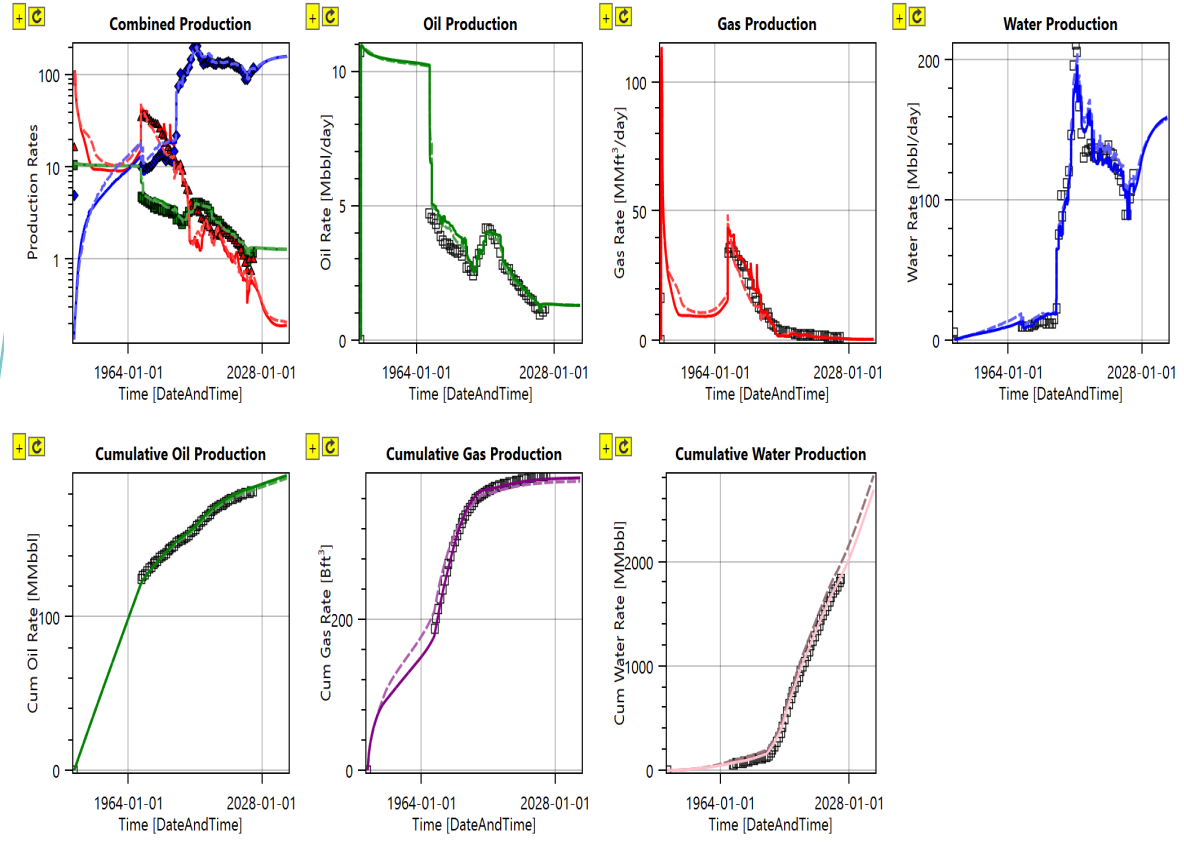 +
Combined Production
Production Rates
100
10
1
1964-01-01 2028-01-01
Time [DateAndTime]
+
Oil Production
Oil Rate [Mbbl/day]
10
5
0
1964-01-01 2028-01-01
Time [DateAndTime]
+
Gas Production
Gas Rate [MMft³/day]
100
50
0
1964-01-01 2028-01-01
Time [DateAndTime]
Water Production
Water Rate [Mbbl/day]
200
100
0
1964-01-01 2028-01-01
Time [DateAndTime]
+
Cumulative Oil Production
Cum Oil Rate [MMbbl]
100
0
1964-01-01 2028-01-01
Time [DateAndTime]
+
Cumulative Gas Production
Cum Gas Rate [Bft³]
200
0
1964-01-01 2028-01-01
Time [DateAndTime]
+
Cumulative Water Production
Cum Water Rate [MMbbl]
2000
1000
0
1964-01-01 2028-01-01
Time [DateAndTime]
+